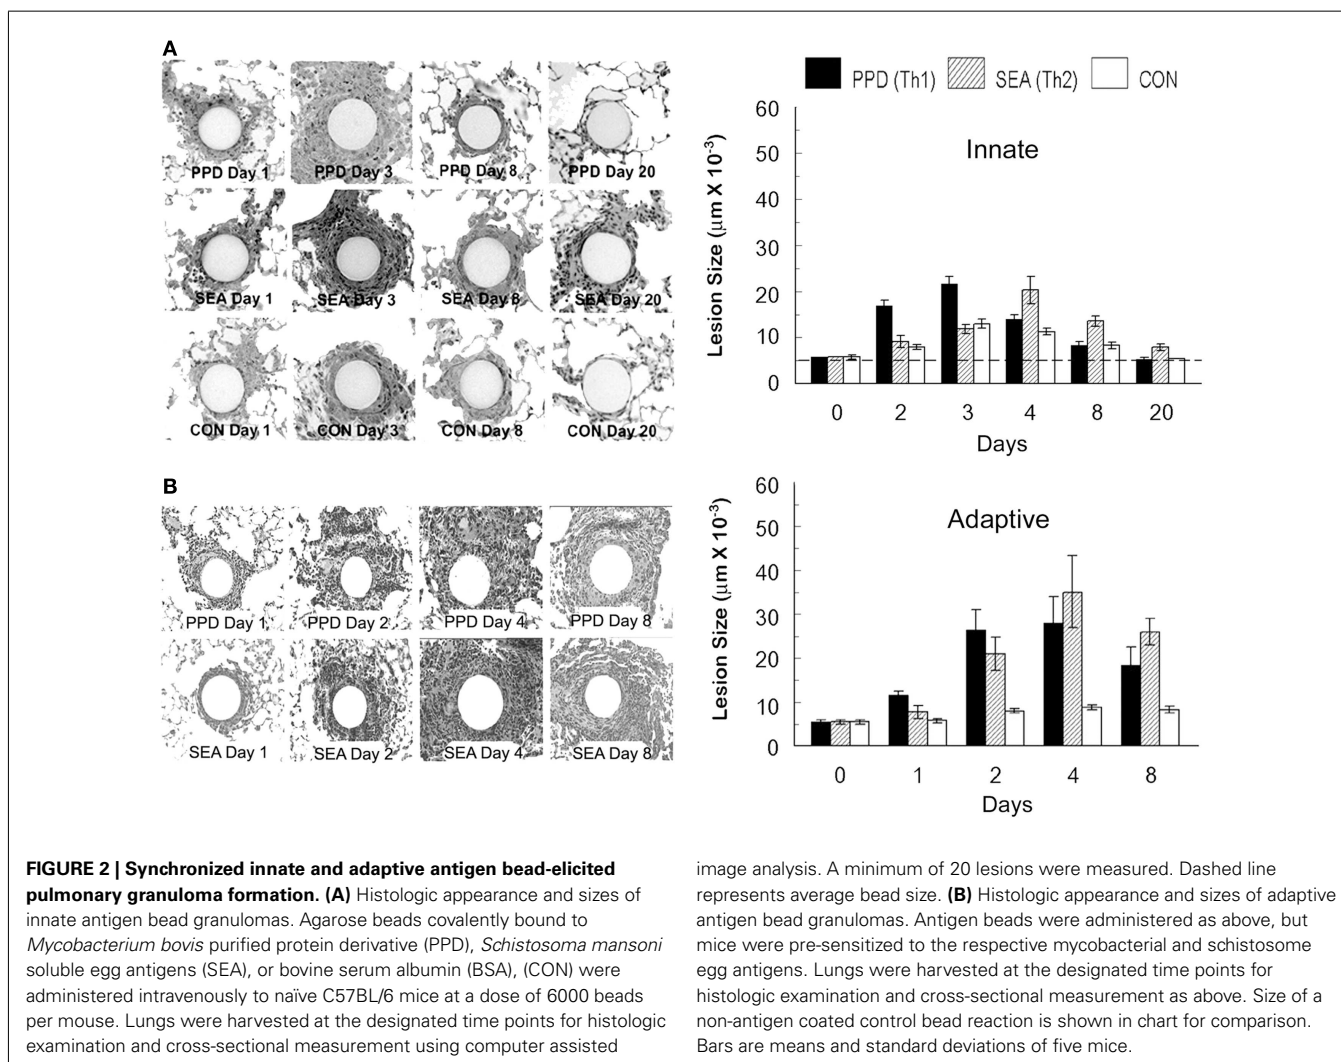 A
PPD Day 1
PPD Day 3
PPD Day 8
PPD Day 20
SEA Day 1
SEA Day 3
SEA Day 8
SEA Day 20
CON Day 1
CON Day 3
CON Day 8
CON Day 20
PPD (Th1)
SEA (Th2)
CON
Innate
Lesion Size (µm X 10⁻³)
60
50
40
30
20
10
0
0 2 3 4 8 20
Days
B
PPD Day 1
PPD Day 2
PPD Day 4
PPD Day 8
SEA Day 1
SEA Day 2
SEA Day 4
SEA Day 8
Adaptive
Lesion Size (µm X 10⁻³)
60
50
40
30
20
10
0
0 1 2 4 8
Days
FIGURE 2 | Synchronized innate and adaptive antigen bead-elicited
pulmonary granuloma formation. (A) Histologic appearance and sizes of
innate antigen bead granulomas. Agarose beads covalently bound to
Mycobacterium bovis purified protein derivative (PPD), Schistosoma mansoni
soluble egg antigens (SEA), or bovine serum albumin (BSA), (CON) were
administered intravenously to naïve C57BL/6 mice at a dose of 6000 beads
per mouse. Lungs were harvested at the designated time points for histologic
examination and cross-sectional measurement using computer assisted
image analysis. A minimum of 20 lesions were measured. Dashed line
represents average bead size. (B) Histologic appearance and sizes of adaptive
antigen bead granulomas. Antigen beads were administered as above, but
mice were pre-sensitized to the respective mycobacterial and schistosome
egg antigens. Lungs were harvested at the designated time points for
histologic examination and cross-sectional measurement as above. Size of a
non-antigen coated control bead reaction is shown in chart for comparison.
Bars are means and standard deviations of five mice.